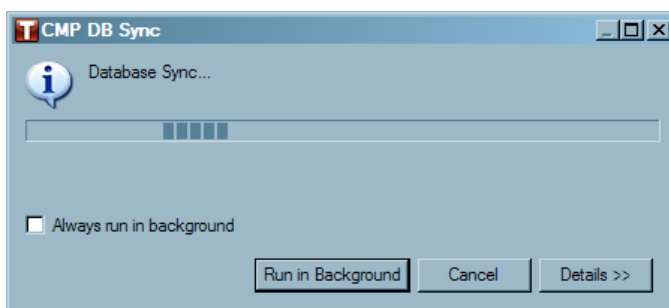 T CMP DB Sync
Database Sync...
Always run in background
Run in Background Cancel Details >>